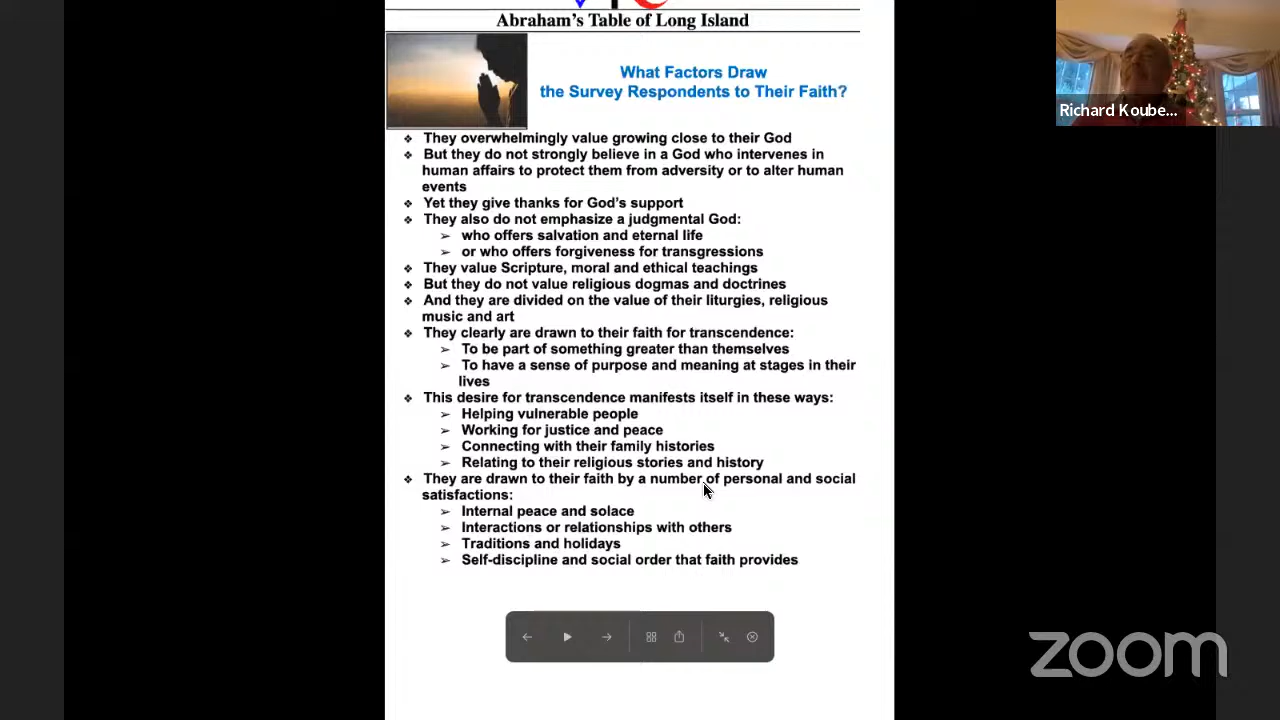 Abraham's Table of Long Island
What Factors Draw
the Survey Respondents to Their Faith?
❖ They overwhelmingly value growing close to their God
❖ But they do not strongly believe in a God who intervenes in
human affairs to protect them from adversity or to alter human
events
❖ Yet they give thanks for God's support
❖ They also do not emphasize a judgmental God:
➢ who offers salvation and eternal life
➢ or who offers forgiveness for transgressions
❖ They value Scripture, moral and ethical teachings
❖ But they do not value religious dogmas and doctrines
❖ And they are divided on the value of their liturgies, religious
music and art
❖ They clearly are drawn to their faith for transcendence:
➢ To be part of something greater than themselves
➢ To have a sense of purpose and meaning at stages in their
lives
❖ This desire for transcendence manifests itself in these ways:
➢ Helping vulnerable people
➢ Working for justice and peace
➢ Connecting with their family histories
➢ Relating to their religious stories and history
❖ They are drawn to their faith by a number of personal and social
satisfactions:
➢ Internal peace and solace
➢ Interactions or relationships with others
➢ Traditions and holidays
➢ Self-discipline and social order that faith provides
Richard Koube...
zoom